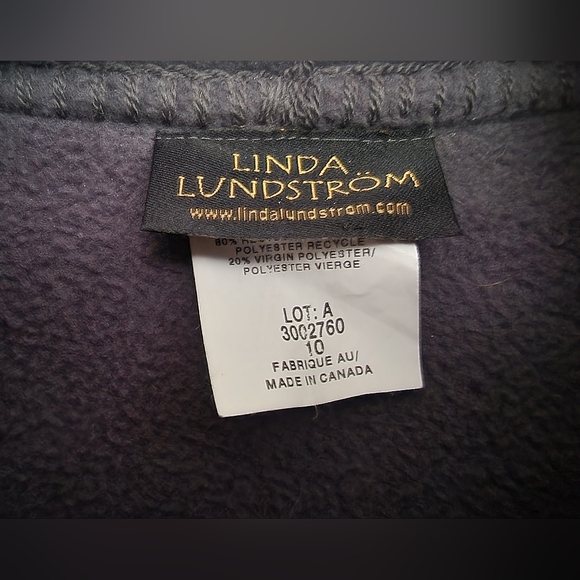 LINDA
LUNDSTRÖM
www.lindalundstrom.com
POLYESTER RECYCLE
20% VIRGIN POLYESTER/
POLYESTER VIERGE
LOT: A
3002760
10
FABRIQUE AU/
MADE IN CANADA